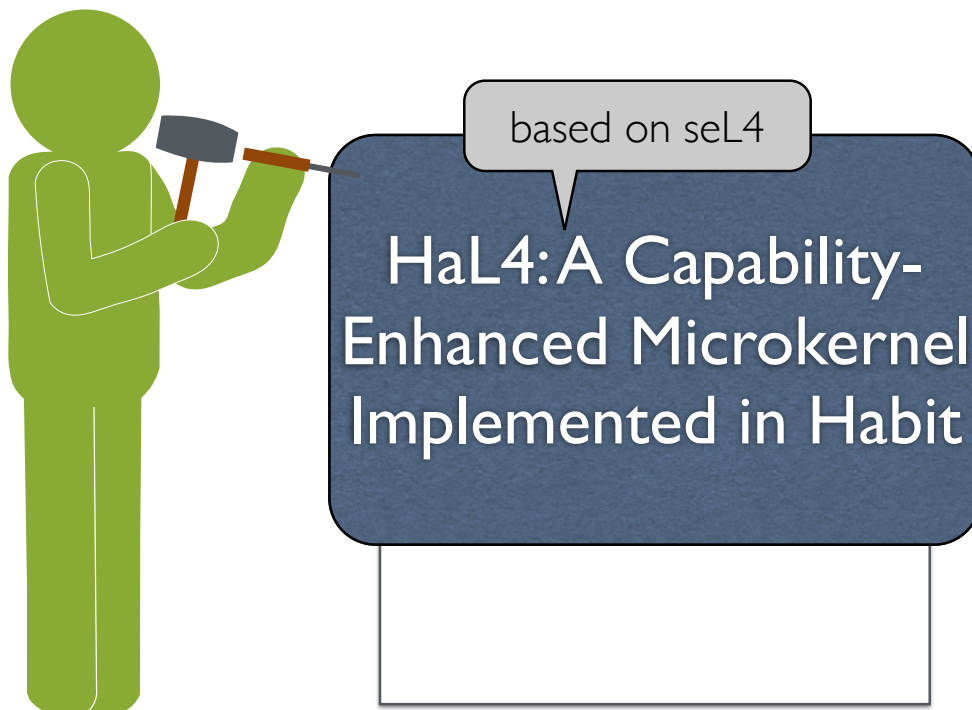 based on seL4
HaL4: A Capability-
Enhanced Microkernel
Implemented in Habit